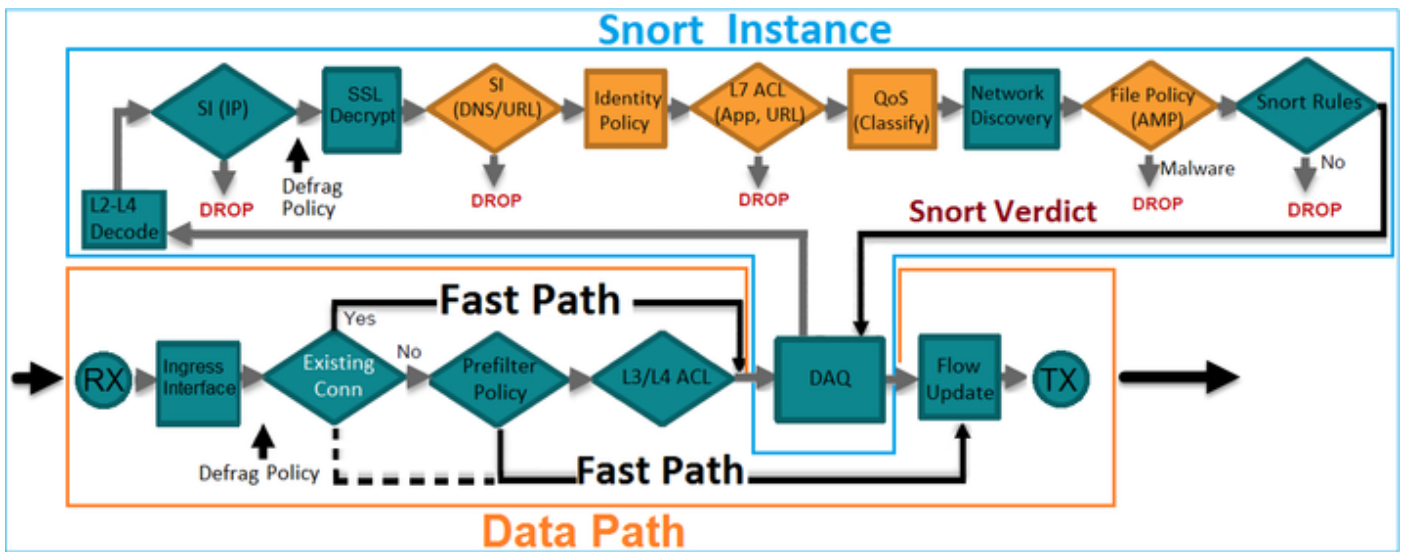 Snort Instance
SI (IP)
SSL
Decrypt
SI
(DNS/URL)
Identity
Policy
L7 ACL
(App, URL)
QoS
(Classify)
Network
Discovery
File Policy
(AMP)
Snort Rules
Defrag
Policy
Malware
No
L2-L4
Decode
DROP
DROP
DROP
DROP
DROP
Snort Verdict
Fast Path
Yes
RX
Ingress
Interface
Existing
Conn
No
Prefilter
Policy
L3/L4 ACL
DAQ
Flow
Update
TX
Defrag Policy
Fast Path
Data Path